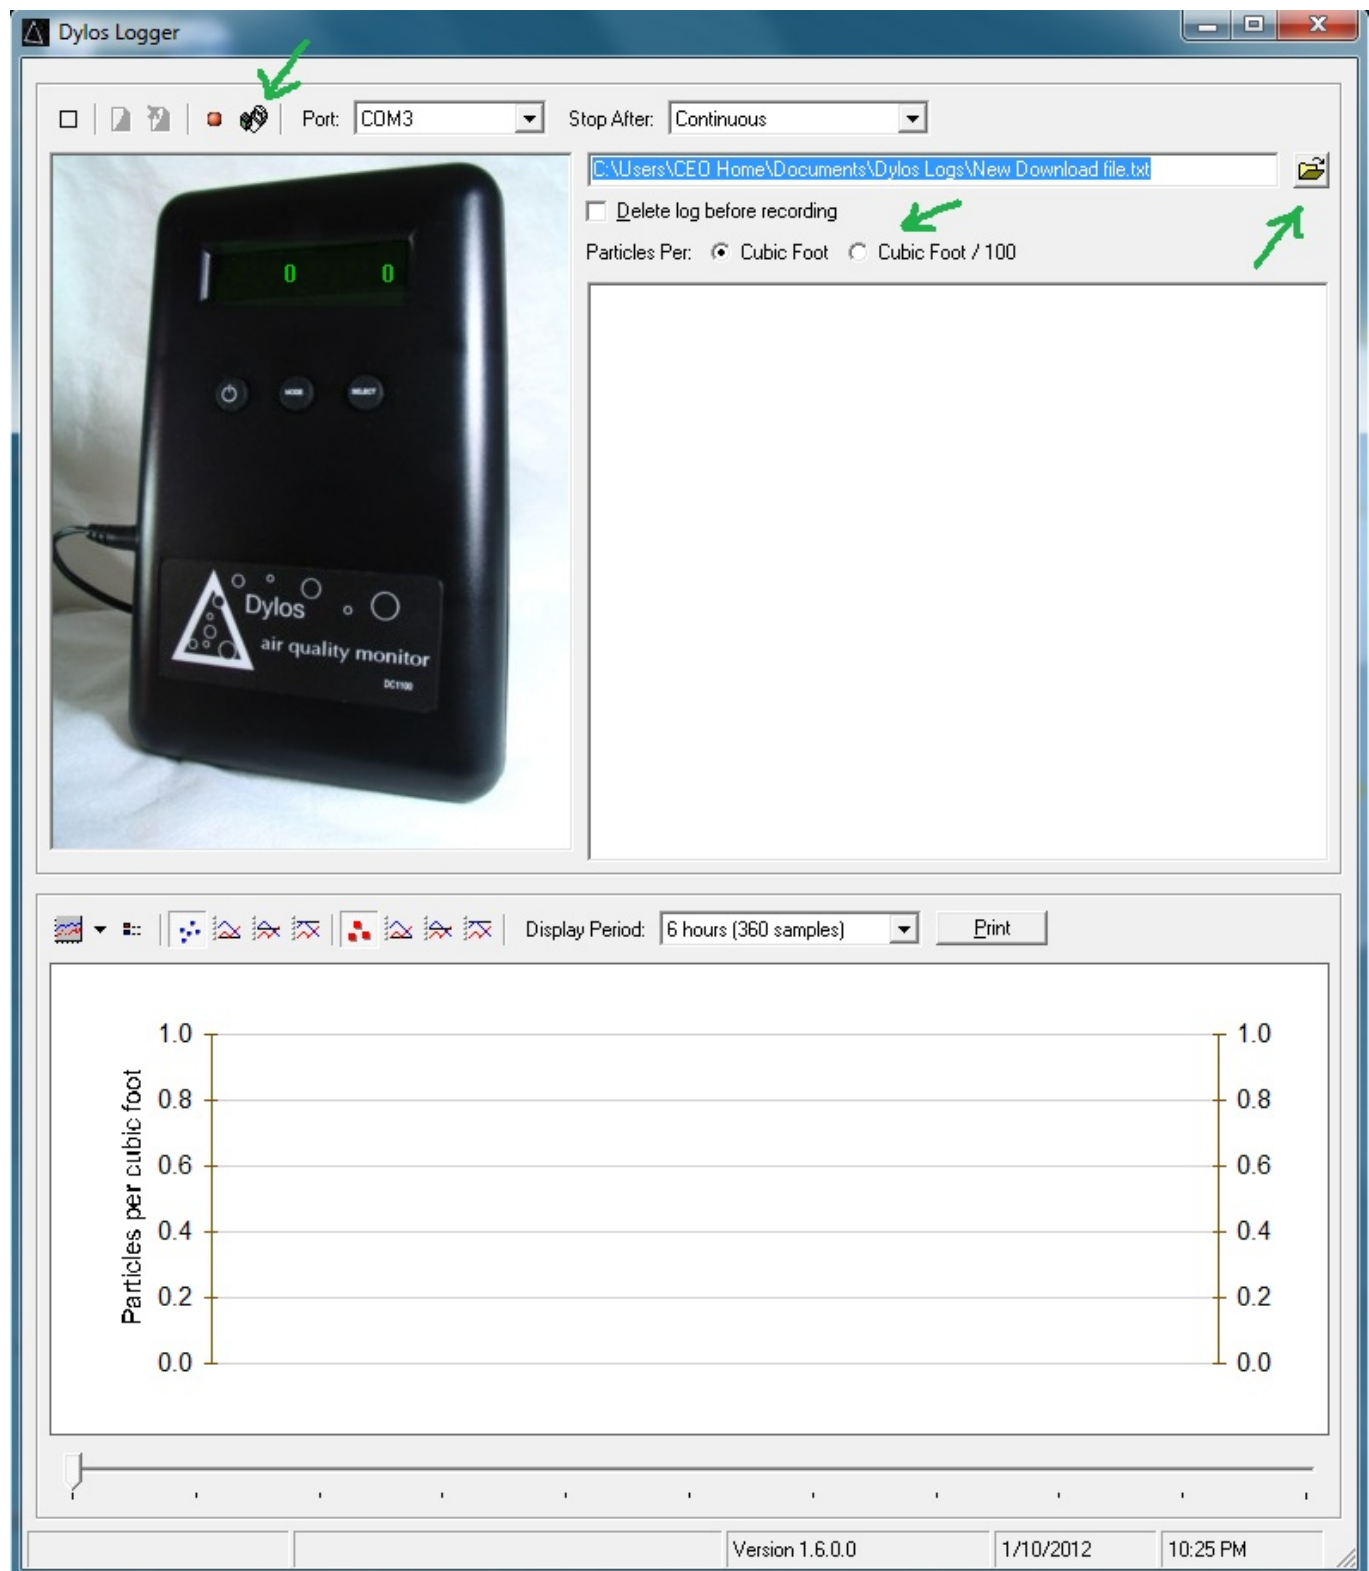 Dylos Logger
Port: COM3 Stop After: Continuous
C:\Users\CEO Home\Documents\Dylos Logs\New Download file.txt
Delete log before recording
Particles Per: Cubic Foot Cubic Foot / 100
0 0
MODE SELECT
Dylos
air quality monitor
DC1100
Display Period: 6 hours (360 samples) Print
Particles per cubic foot
1.0 1.0
0.8 0.8
0.6 0.6
0.4 0.4
0.2 0.2
0.0 0.0
Version 1.6.0.0 1/10/2012 10:25 PM